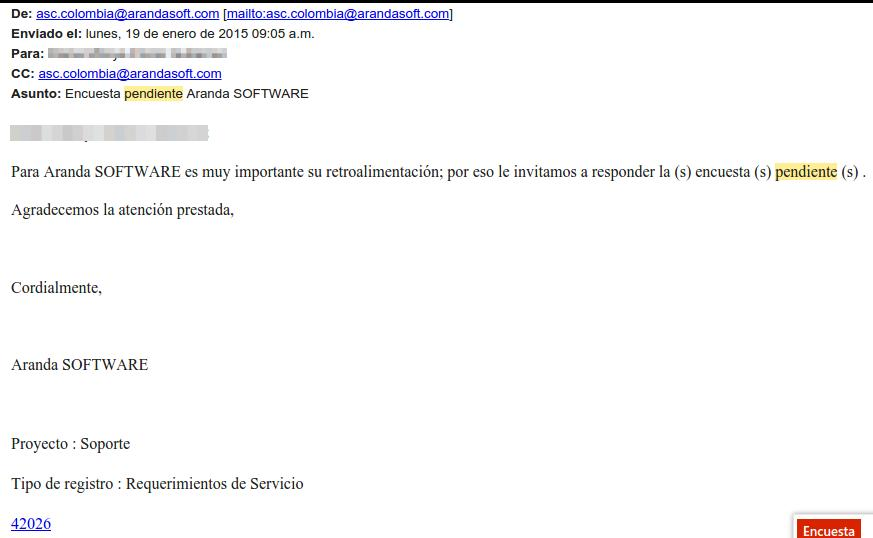 De: asc.colombia@arandasoft.com [mailto:asc.colombia@arandasoft.com]
Enviado el: lunes, 19 de enero de 2015 09:05 a.m.
Para:
CC: asc.colombia@arandasoft.com
Asunto: Encuesta pendiente Aranda SOFTWARE
Para Aranda SOFTWARE es muy importante su retroalimentación; por eso le invitamos a responder la (s) encuesta (s) pendiente (s) .
Agradecemos la atención prestada,
Cordialmente,
Aranda SOFTWARE
Proyecto : Soporte
Tipo de registro : Requerimientos de Servicio
42026
Encuesta